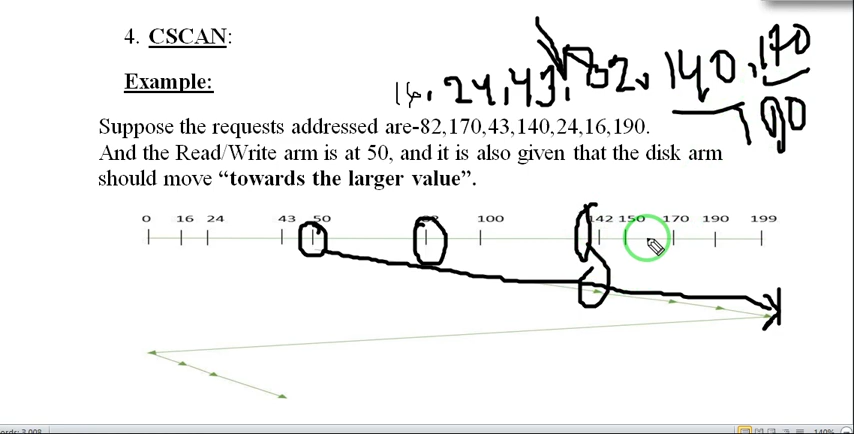 4. CSCAN:
16, 24, 43, 82, 140, 170
190
Example:
Suppose the requests addressed are-82,170,43,140,24,16,190.
And the Read/Write arm is at 50, and it is also given that the disk arm
should move “towards the larger value”.
0 16 24 43 50 100 142 150 170 190 199
140%